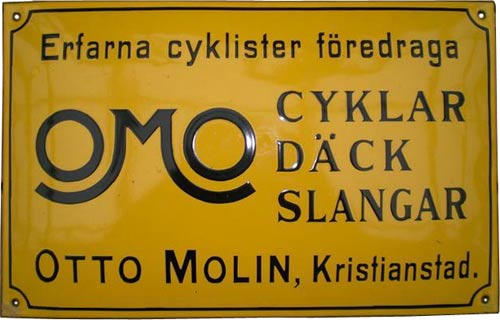 Erfarna cyklister föredraga
OMO
CYKLAR
DÄCK
SLANGAR
OTTO MOLIN, Kristianstad.